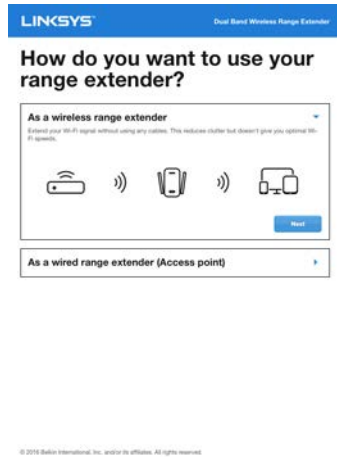 LINKSYS
Dual Band Wireless Range Extender
How do you want to use your
range extender?
As a wireless range extender
Extend your Wi-Fi signal without using any cables. This reduces clutter but doesn't give you optimal Wi-
Fi speeds.
Next
As a wired range extender (Access point)
© 2016 Belkin International, Inc. and/or its affiliates. All rights reserved.